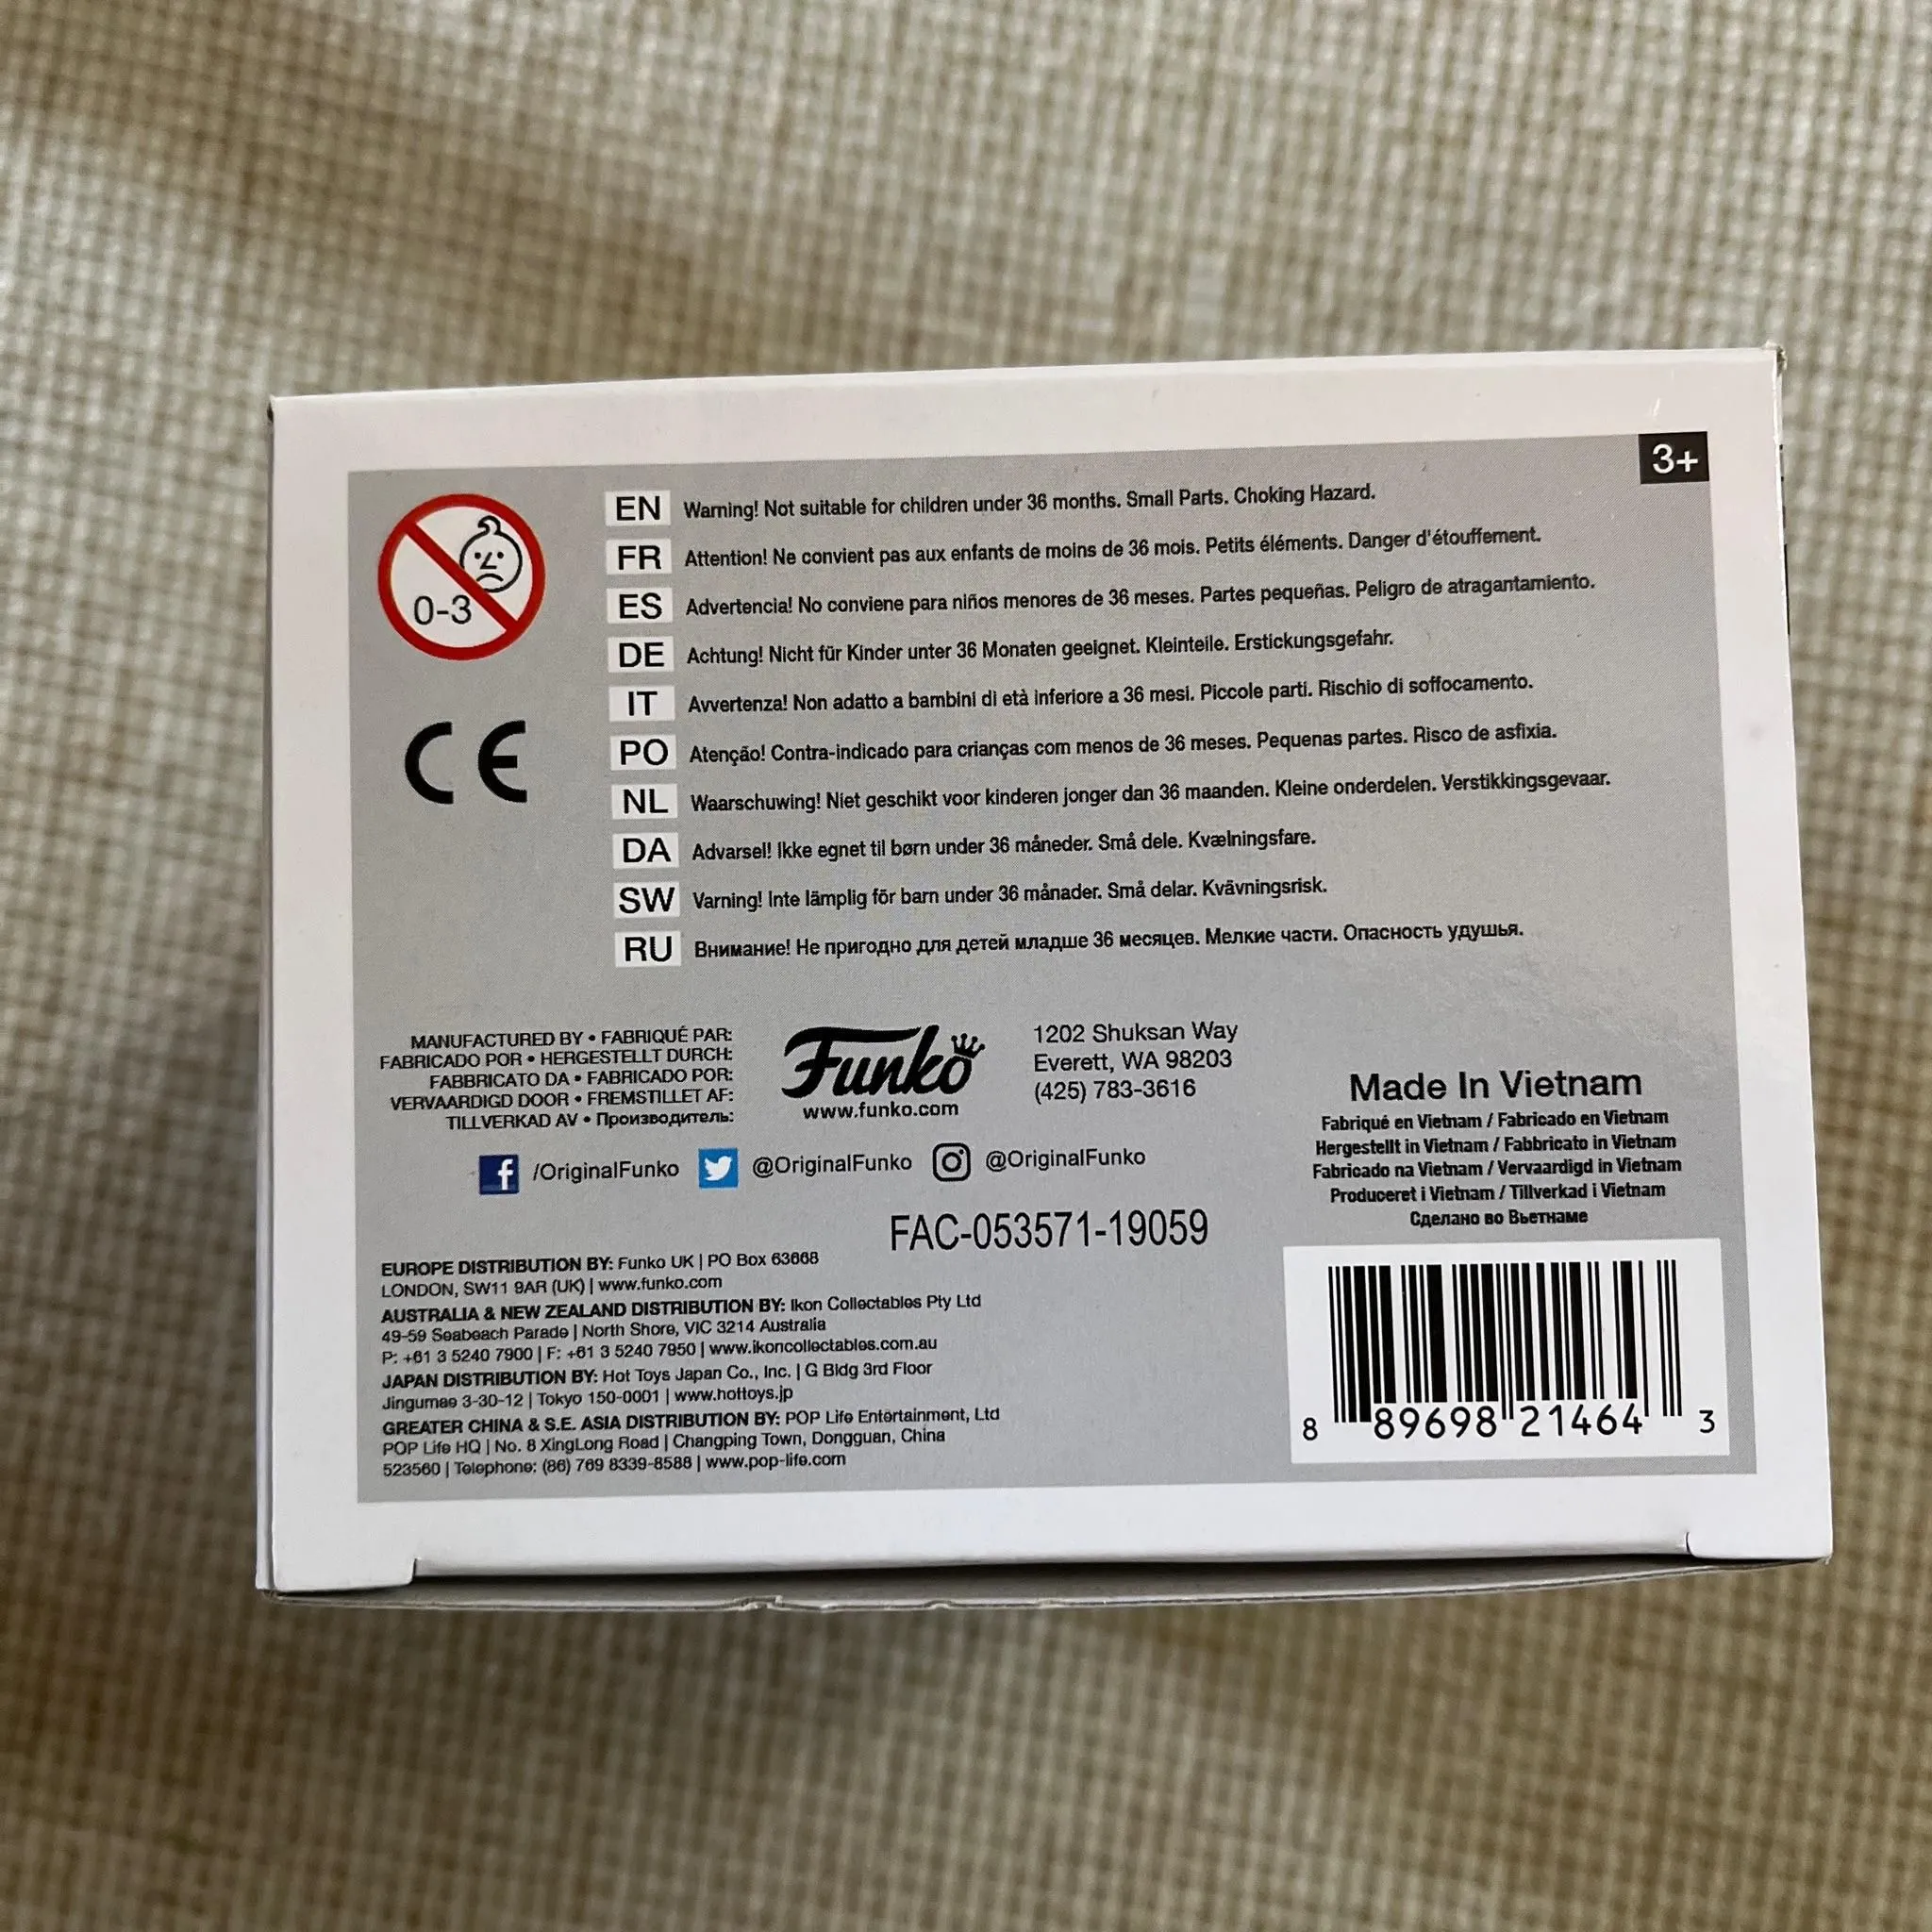 3+
0-3
EN Warning! Not suitable for children under 36 months. Small Parts. Choking Hazard.
FR Attention! Ne convient pas aux enfants de moins de 36 mois. Petits éléments. Danger d'étouffement.
ES Advertencia! No conviene para niños menores de 36 meses. Partes pequeñas. Peligro de atragantamiento.
DE Achtung! Nicht für Kinder unter 36 Monaten geeignet. Kleinteile. Erstickungsgefahr.
IT Avvertenza! Non adatto a bambini di età inferiore a 36 mesi. Piccole parti. Rischio di soffocamento.
PO Atenção! Contra-indicado para crianças com menos de 36 meses. Pequenas partes. Risco de asfixia.
NL Waarschuwing! Niet geschikt voor kinderen jonger dan 36 maanden. Kleine onderdelen. Verstikkingsgevaar.
DA Advarsel! Ikke egnet til børn under 36 måneder. Små dele. Kvælningsfare.
SW Varning! Inte lämplig för barn under 36 månader. Små delar. Kvävningsrisk.
RU Внимание! Не пригодно для детей младше 36 месяцев. Мелкие части. Опасность удушья.
CE
MANUFACTURED BY • FABRIQUÉ PAR:
FABRICADO POR • HERGESTELLT DURCH:
FABBRICATO DA • FABRICADO POR:
VERVAARDIGD DOOR • FREMSTILLET AF:
TILLVERKAD AV • Производитель:
Funko
www.funko.com
1202 Shuksan Way
Everett, WA 98203
(425) 783-3616
/OriginalFunko @OriginalFunko @OriginalFunko
Made In Vietnam
Fabriqué en Vietnam / Fabricado en Vietnam
Hergestellt in Vietnam / Fabbricato in Vietnam
Fabricado na Vietnam / Vervaardigd in Vietnam
Produceret i Vietnam / Tillverkad i Vietnam
Сделано во Вьетнаме
FAC-053571-19059
EUROPE DISTRIBUTION BY: Funko UK | PO Box 63668
LONDON, SW11 9AR (UK) | www.funko.com
AUSTRALIA & NEW ZEALAND DISTRIBUTION BY: Ikon Collectables Pty Ltd
49-59 Seabeach Parade | North Shore, VIC 3214 Australia
P: +61 3 5240 7900 | F: +61 3 5240 7950 | www.ikoncollectables.com.au
JAPAN DISTRIBUTION BY: Hot Toys Japan Co., Inc. | G Bldg 3rd Floor
Jingumae 3-30-12 | Tokyo 150-0001 | www.hottoys.jp
GREATER CHINA & S.E. ASIA DISTRIBUTION BY: POP Life Entertainment, Ltd
POP Life HQ | No. 8 XingLong Road | Changping Town, Dongguan, China
523560 | Telephone: (86) 769 8339-8588 | www.pop-life.com
8 89698 21464 3